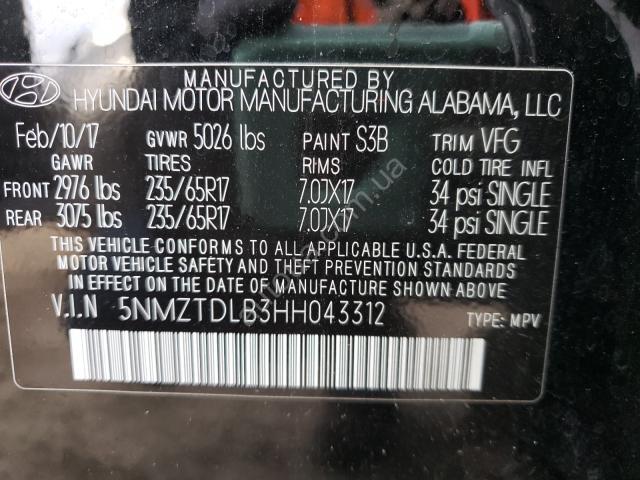 MANUFACTURED BY
HYUNDAI MOTOR MANUFACTURING ALABAMA, LLC
Feb/10/17 GVWR 5026 lbs PAINT S3B TRIM VFG
GAWR TIRES RIMS COLD TIRE INFL
FRONT 2976 lbs 235/65R17 7.0JX17 34 psi SINGLE
REAR 3075 lbs 235/65R17 7.0JX17 34 psi SINGLE
THIS VEHICLE CONFORMS TO ALL APPLICABLE U.S.A. FEDERAL
MOTOR VEHICLE SAFETY AND THEFT PREVENTION STANDARDS
IN EFFECT ON THE DATE OF MANUFACTURE SHOWN ABOVE.
V.I.N 5NMZTDLB3HH043312 TYPE: MPV